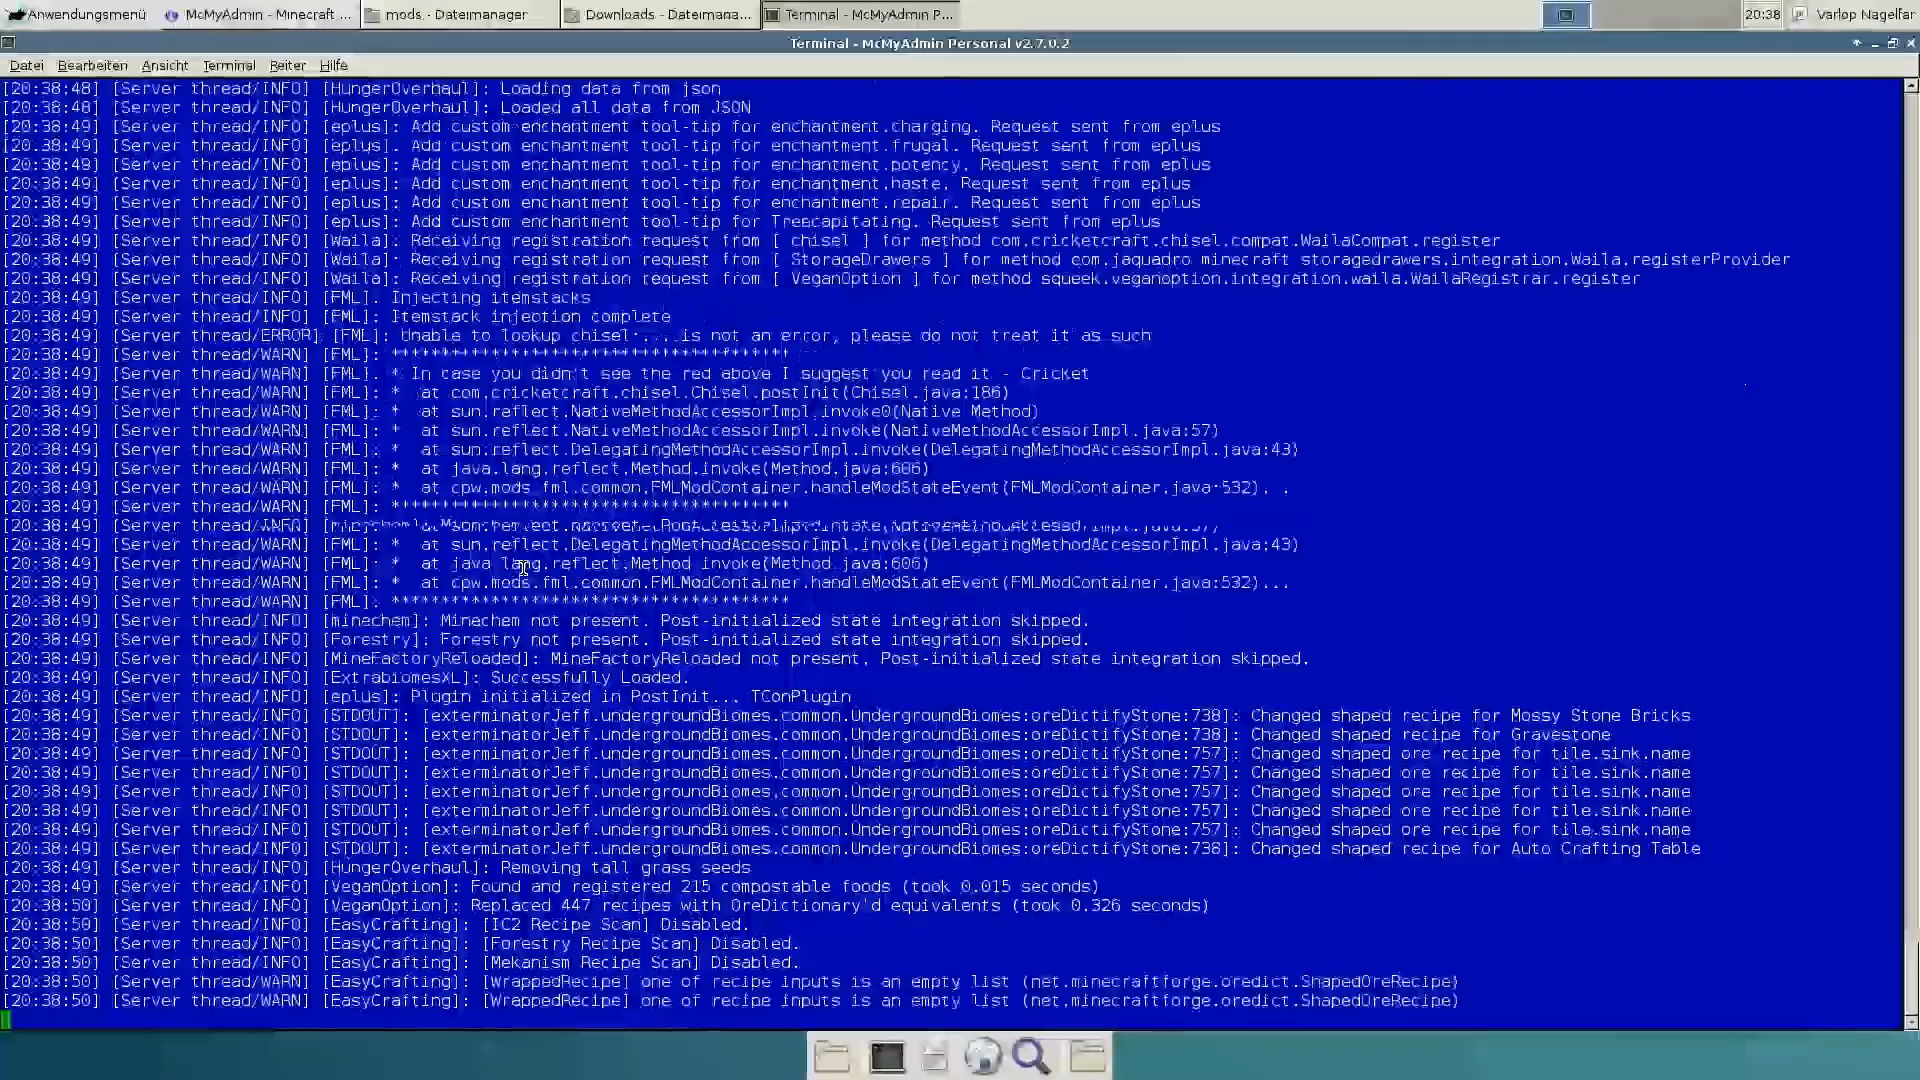 Anwendungsmenü
McMyAdmin - Minecraft ...
mods - Dateimanager
Downloads - Dateimana...
Terminal - McMyAdmin P...
20:38
Varlop Nagelfar
Terminal - McMyAdmin Personal v2.7.0.2
Datei Bearbeiten Ansicht Terminal Reiter Hilfe
[20:38:48] [Server thread/INFO] [HungerOverhaul]: Loading data from json
[20:38:48] [Server thread/INFO] [HungerOverhaul]: Loaded all data from JSON
[20:38:49] [Server thread/INFO] [eplus]: Add custom enchantment tool-tip for enchantment.charging. Request sent from eplus
[20:38:49] [Server thread/INFO] [eplus]. Add custom enchantment tool-tip for enchantment.frugal. Request sent from eplus
[20:38:49] [Server thread/INFO] [eplus]: Add custom enchantment tool-tip for enchantment.potency. Request sent from eplus
[20:38:49] [Server thread/INFO] [eplus]: Add custom enchantment tool-tip for enchantment.haste. Request sent from eplus
[20:38:49] [Server thread/INFO] [eplus]: Add custom enchantment tool-tip for enchantment.repair. Request sent from eplus
[20:38:49] [Server thread/INFO] [eplus]: Add custom enchantment tool-tip for Treecapitating. Request sent from eplus
[20:38:49] [Server thread/INFO] [Waila]: Receiving registration request from [ chisel ] for method com.cricketcraft.chisel.compat.WailaCompat.register
[20:38:49] [Server thread/INFO] [Waila]: Receiving registration request from [ StorageDrawers ] for method com.jaquadro.minecraft.storagedrawers.integration.Waila.registerProvider
[20:38:49] [Server thread/INFO] [Waila]: Receiving registration request from [ VeganOption ] for method squeek.veganoption.integration.waila.WailaRegistrar.register
[20:38:49] [Server thread/INFO] [FML]. Injecting itemstacks
[20:38:49] [Server thread/INFO] [FML]: Itemstack injection complete
[20:38:49] [Server thread/ERROR]. [FML]: Unable to lookup chisel:....is not an error, please do not treat it as such
[20:38:49] [Server thread/WARN] [FML]: ****************************************
[20:38:49] [Server thread/WARN] [FML]. * In case you didn't see the red above I suggest you read it - Cricket
[20:38:49] [Server thread/WARN] [FML]: *  at com.cricketcraft.chisel.Chisel.postInit(Chisel.java:186)
[20:38:49] [Server thread/WARN] [FML]: *  at sun.reflect.NativeMethodAccessorImpl.invoke0(Native Method)
[20:38:49] [Server thread/WARN] [FML]: *  at sun.reflect.NativeMethodAccessorImpl.invoke(NativeMethodAccessorImpl.java:57)
[20:38:49] [Server thread/WARN] [FML]: *  at sun.reflect.DelegatingMethodAccessorImpl.invoke(DelegatingMethodAccessorImpl.java:43)
[20:38:49] [Server thread/WARN] [FML]: *  at java.lang.reflect.Method.invoke(Method.java:606)
[20:38:49] [Server thread/WARN] [FML]: *  at cpw.mods.fml.common.FMLModContainer.handleModStateEvent(FMLModContainer.java:532)...
[20:38:49] [Server thread/WARN] [FML]: ****************************************
[20:38:49] [Server
[20:38:49] [Server thread/WARN] [FML]: *  at sun.reflect.DelegatingMethodAccessorImpl.invoke(DelegatingMethodAccessorImpl.java:43)
[20:38:49] [Server thread/WARN] [FML]: *  at java.lang.reflect.Method.invoke(Method.java:606)
[20:38:49] [Server thread/WARN] [FML]: *  at cpw.mods.fml.common.FMLModContainer.handleModStateEvent(FMLModContainer.java:532)...
[20:38:49] [Server thread/WARN] [FML]: ****************************************
[20:38:49] [Server thread/INFO] [minechem]: Minechem not present. Post-initialized state integration skipped.
[20:38:49] [Server thread/INFO] [Forestry]: Forestry not present. Post-initialized state integration skipped.
[20:38:49] [Server thread/INFO] [MineFactoryReloaded]: MineFactoryReloaded not present. Post-initialized state integration skipped.
[20:38:49] [Server thread/INFO] [ExtrabiomesXL]: Successfully Loaded.
[20:38:49] [Server thread/INFO] [eplus]: Plugin initialized in PostInit... TConPlugin
[20:38:49] [Server thread/INFO] [STDOUT]: [exterminatorJeff.undergroundBiomes.common.UndergroundBiomes:oreDictifyStone:738]: Changed shaped recipe for Mossy Stone Bricks
[20:38:49] [Server thread/INFO] [STDOUT]: [exterminatorJeff.undergroundBiomes.common.UndergroundBiomes:oreDictifyStone:738]: Changed shaped recipe for Gravestone
[20:38:49] [Server thread/INFO] [STDOUT]: [exterminatorJeff.undergroundBiomes.common.UndergroundBiomes:oreDictifyStone:757]: Changed shaped ore recipe for tile.sink.name
[20:38:49] [Server thread/INFO] [STDOUT]: [exterminatorJeff.undergroundBiomes.common.UndergroundBiomes:oreDictifyStone:757]: Changed shaped ore recipe for tile.sink.name
[20:38:49] [Server thread/INFO] [STDOUT]: [exterminatorJeff.undergroundBiomes.common.UndergroundBiomes:oreDictifyStone:757]: Changed shaped ore recipe for tile.sink.name
[20:38:49] [Server thread/INFO] [STDOUT]: [exterminatorJeff.undergroundBiomes.common.UndergroundBiomes:oreDictifyStone:757]: Changed shaped ore recipe for tile.sink.name
[20:38:49] [Server thread/INFO] [STDOUT]: [exterminatorJeff.undergroundBiomes.common.UndergroundBiomes:oreDictifyStone:757]: Changed shaped ore recipe for tile.sink.name
[20:38:49] [Server thread/INFO] [STDOUT]: [exterminatorJeff.undergroundBiomes.common.UndergroundBiomes:oreDictifyStone:738]: Changed shaped recipe for Auto Crafting Table
[20:38:49] [Server thread/INFO] [HungerOverhaul]: Removing tall grass seeds
[20:38:49] [Server thread/INFO] [VeganOption]: Found and registered 215 compostable foods (took 0.015 seconds)
[20:38:50] [Server thread/INFO] [VeganOption]: Replaced 447 recipes with OreDictionary'd equivalents (took 0.326 seconds)
[20:38:50] [Server thread/INFO] [EasyCrafting]: [IC2 Recipe Scan] Disabled.
[20:38:50] [Server thread/INFO] [EasyCrafting]: [Forestry Recipe Scan] Disabled.
[20:38:50] [Server thread/INFO] [EasyCrafting]: [Mekanism Recipe Scan] Disabled.
[20:38:50] [Server thread/WARN] [EasyCrafting]: [WrappedRecipe] one of recipe inputs is an empty list (net.minecraftforge.oredict.ShapedOreRecipe)
[20:38:50] [Server thread/WARN] [EasyCrafting]: [WrappedRecipe] one of recipe inputs is an empty list (net.minecraftforge.oredict.ShapedOreRecipe)